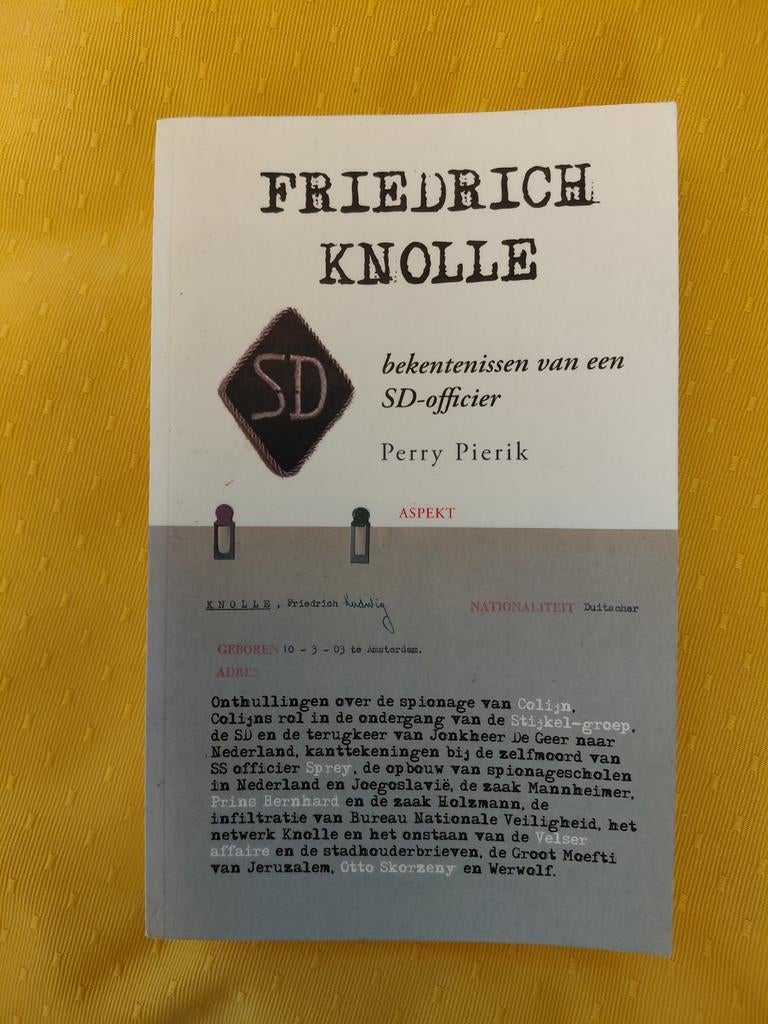 FRIEDRICH
KNOLLE
SD
bekentenissen van een
SD-officier
Perry Pierik
ASPEKT
KNOLLE, Friedrich Ludwig
NATIONALITEIT Duitscher
GEBOREN 10 - 3 - 03 te Amsterdam.
ADRES
Onthullingen over de spionage van Colijn,
Colijns rol in de ondergang van de Stijkel-groep,
de SD en de terugkeer van Jonkheer De Geer naar
Nederland, kanttekeningen bij de zelfmoord van
SS officier Sprey, de opbouw van spionagescholen
in Nederland en Joegoslavië, de zaak Mannheimer,
Prins Bernhard en de zaak Holzmann, de
infiltratie van Bureau Nationale Veiligheid, het
netwerk Knolle en het onstaan van de Velser
affaire en de stadhouderbrieven, de Groot Moefti
van Jeruzalem, Otto Skorzeny en Werwolf.